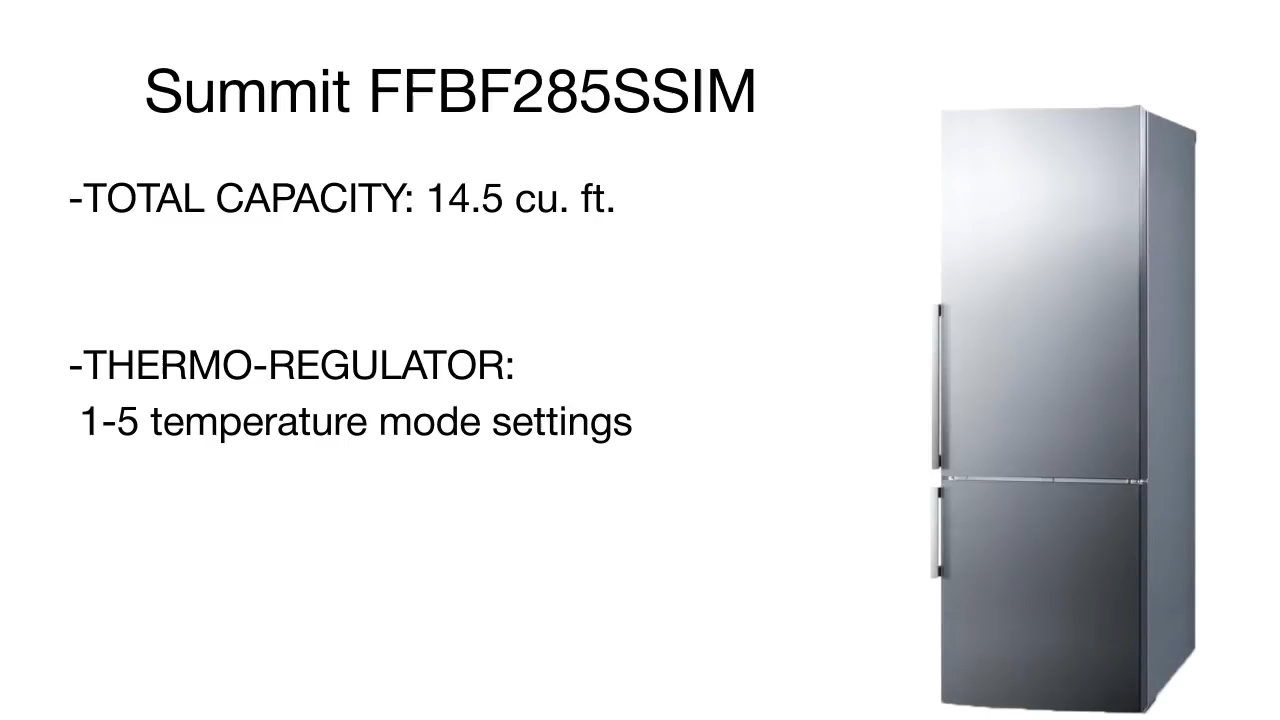 Summit FFBF285SSIM
-TOTAL CAPACITY: 14.5 cu. ft.
-THERMO-REGULATOR:
1-5 temperature mode settings